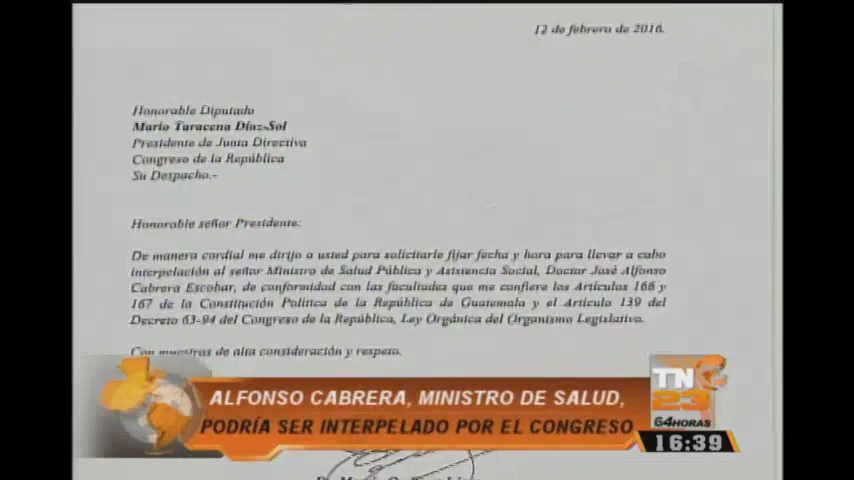 12 de febrero de 2016.
Honorable Diputado
Mario Taracena Díaz-Sol
Presidente de Junta Directiva
Congreso de la República
Su Despacho.-
Honorable señor Presidente:
De manera cordial me dirijo a usted para solicitarle fijar fecha y hora para llevar a cabo
interpelación al señor Ministro de Salud Pública y Asistencia Social, Doctor José Alfonso
Cabrera Escobar, de conformidad con las facultades que me confiere los Artículos 166 y
167 de la Constitución Política de la República de Guatemala y el Artículo 139 del
Decreto 63-94 del Congreso de la República, Ley Orgánica del Organismo Legislativo.
Con muestras de alta consideración y respeto.
ALFONSO CABRERA, MINISTRO DE SALUD,
PODRÍA SER INTERPELADO POR EL CONGRESO
TN
23
64HORAS
16:39